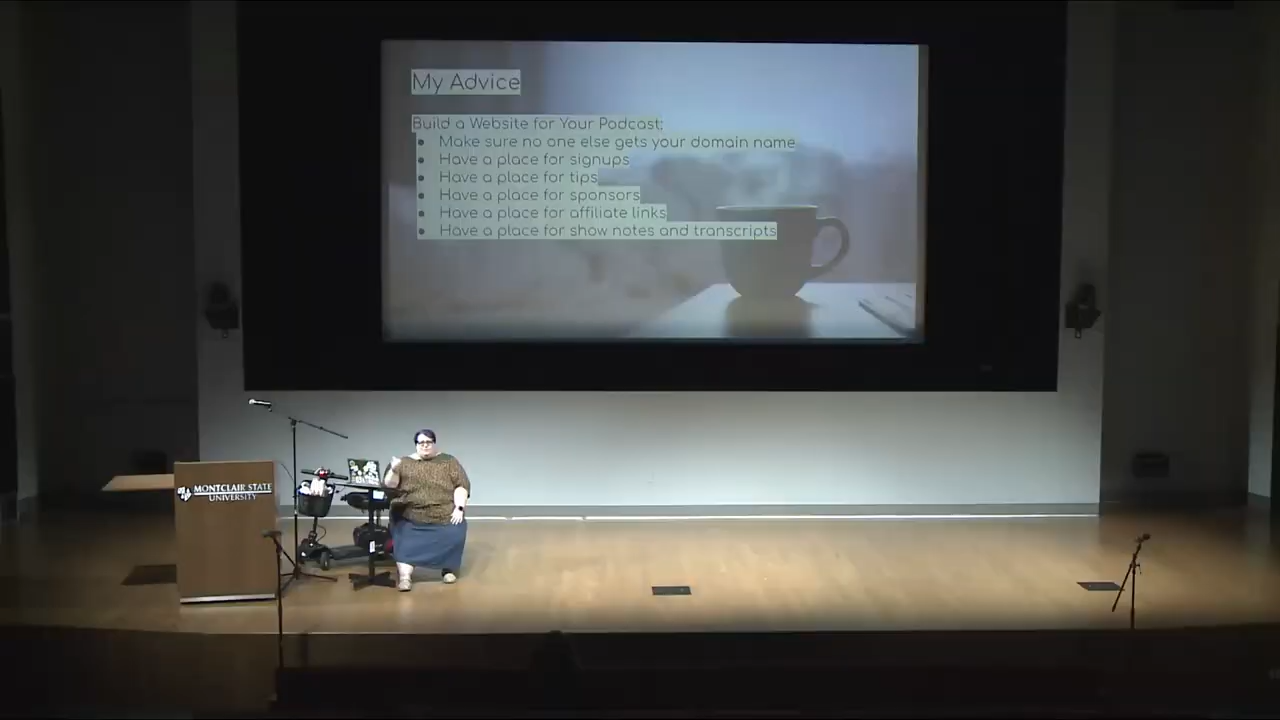 My Advice
Build a Website for Your Podcast:
• Make sure no one else gets your domain name
• Have a place for signups
• Have a place for tips
• Have a place for sponsors
• Have a place for affiliate links
• Have a place for show notes and transcripts
MONTCLAIR STATE
UNIVERSITY